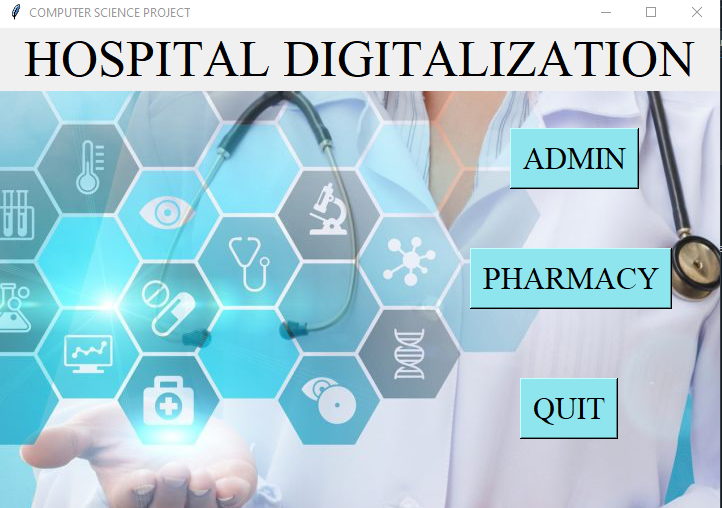 COMPUTER SCIENCE PROJECT
HOSPITAL DIGITALIZATION
ADMIN
PHARMACY
QUIT